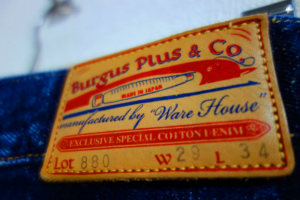 Burgus Plus & Co.
MADE IN JAPAN
manufactured by "Ware House"
EXCLUSIVE SPECIAL COTTON DENIM
Lot 880 W 29 L 34